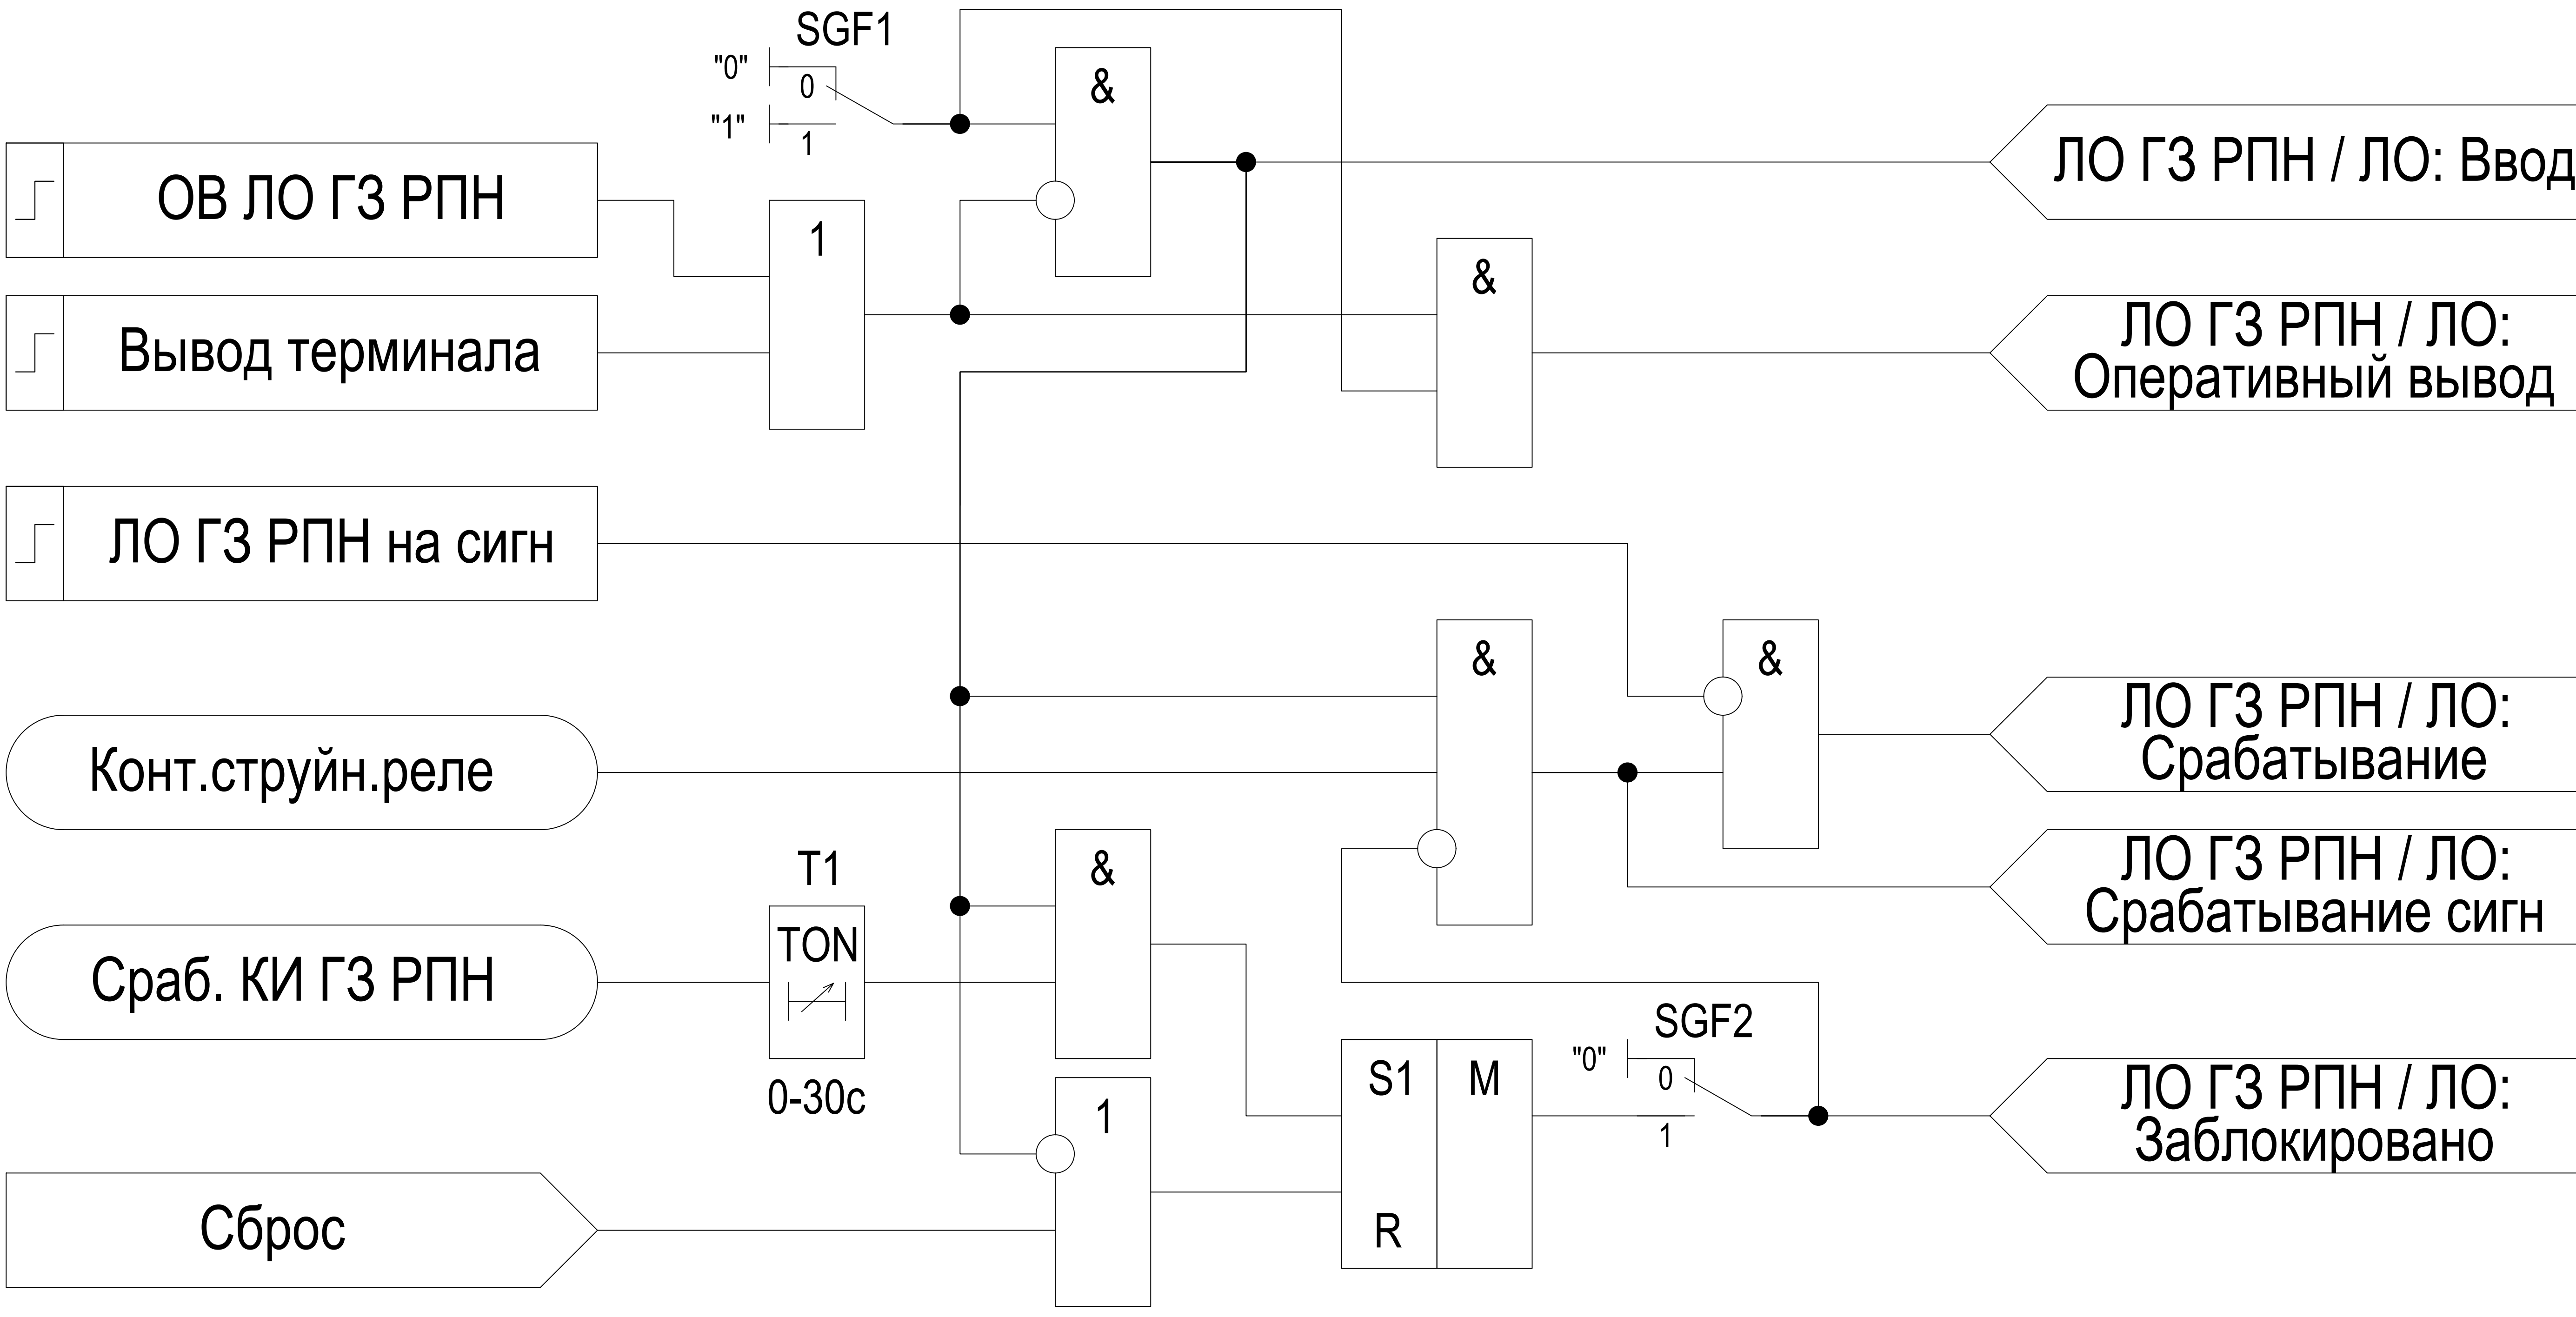 SGF1
"0"
0
"1"
1
&
ЛО ГЗ РПН / ЛО: Ввод
ОВ ЛО ГЗ РПН
1
&
ЛО ГЗ РПН / ЛО:
Оперативный вывод
Вывод терминала
ЛО ГЗ РПН на сигн
&
&
ЛО ГЗ РПН / ЛО:
Срабатывание
Конт.струйн.реле
T1
&
ЛО ГЗ РПН / ЛО:
Срабатывание сигн
TON
Сраб. КИ ГЗ РПН
0-30с
SGF2
"0"
0
1
S1
M
1
R
ЛО ГЗ РПН / ЛО:
Заблокировано
Сброс